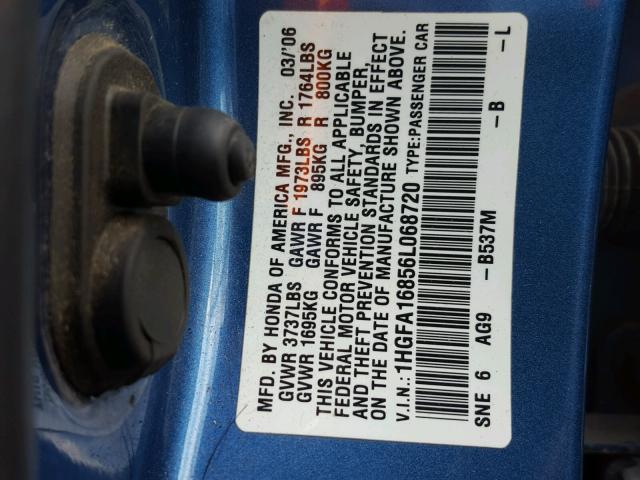 MFD. BY HONDA OF AMERICA MFG., INC. 03/'06
GVWR 3737LBS GAWR F 1973LBS R 1764LBS
GVWR 1695KG GAWR F 895KG R 800KG
THIS VEHICLE CONFORMS TO ALL APPLICABLE
FEDERAL MOTOR VEHICLE SAFETY, BUMPER,
AND THEFT PREVENTION STANDARDS IN EFFECT
ON THE DATE OF MANUFACTURE SHOWN ABOVE.
V.I.N.:1HGFA16856L068720 TYPE:PASSENGER CAR
SNE 6 AG9 -B537M -B -L